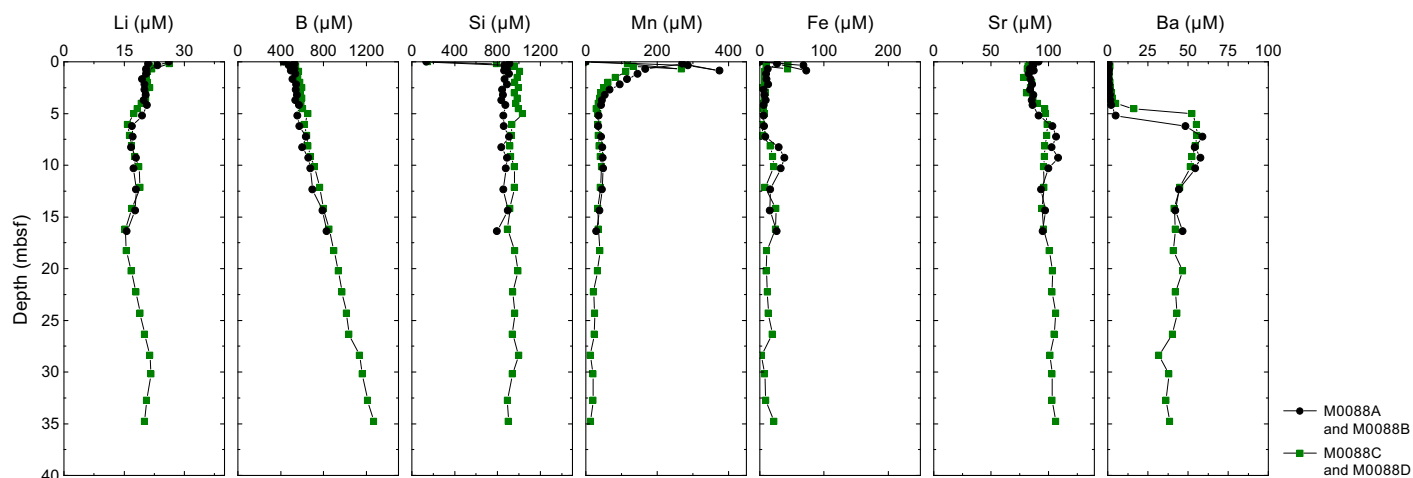 Li (µM) B (µM) Si (µM) Mn (µM) Fe (µM) Sr (µM) Ba (µM)
0 15 30 0 400 800 1200 0 400 800 1200 0 200 400 0 100 200 0 50 100 0 25 50 75 100
0
5
10
15
20
25
30
35
40
Depth (mbsf)
M0088A
and M0088B
M0088C
and M0088D